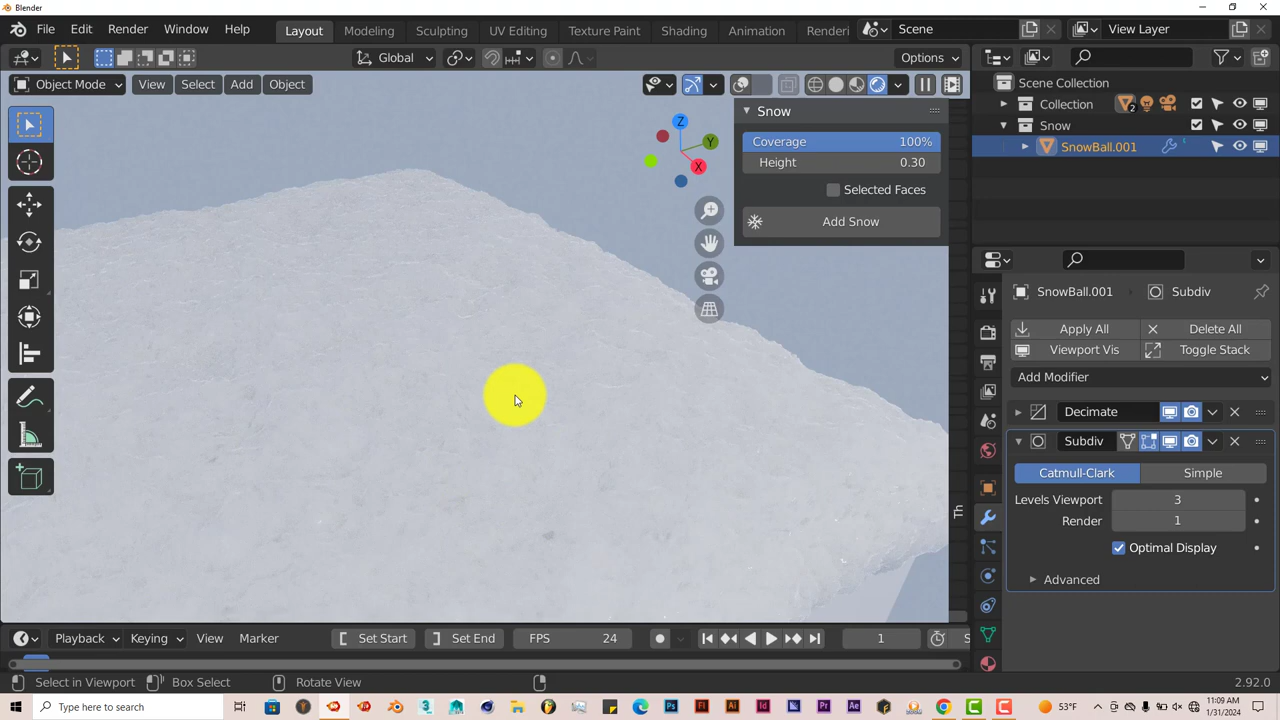 Blender
File Edit Render Window Help Layout Modeling Sculpting UV Editing Texture Paint Shading Animation Renderi Scene View Layer
Global Options
Object Mode View Select Add Object
Snow
Coverage 100%
Height 0.30
Selected Faces
Add Snow
Z
Y
X
Th
Scene Collection
Collection 2
Snow
SnowBall.001
SnowBall.001 Subdiv
Apply All Delete All
Viewport Vis Toggle Stack
Add Modifier
Decimate
Subdiv
Catmull-Clark Simple
Levels Viewport 3
Render 1
Optimal Display
Advanced
Playback Keying View Marker Set Start Set End FPS 24 1 S
Select in Viewport Box Select Rotate View 2.92.0
Type here to search
53°F
11:09 AM
1/31/2024